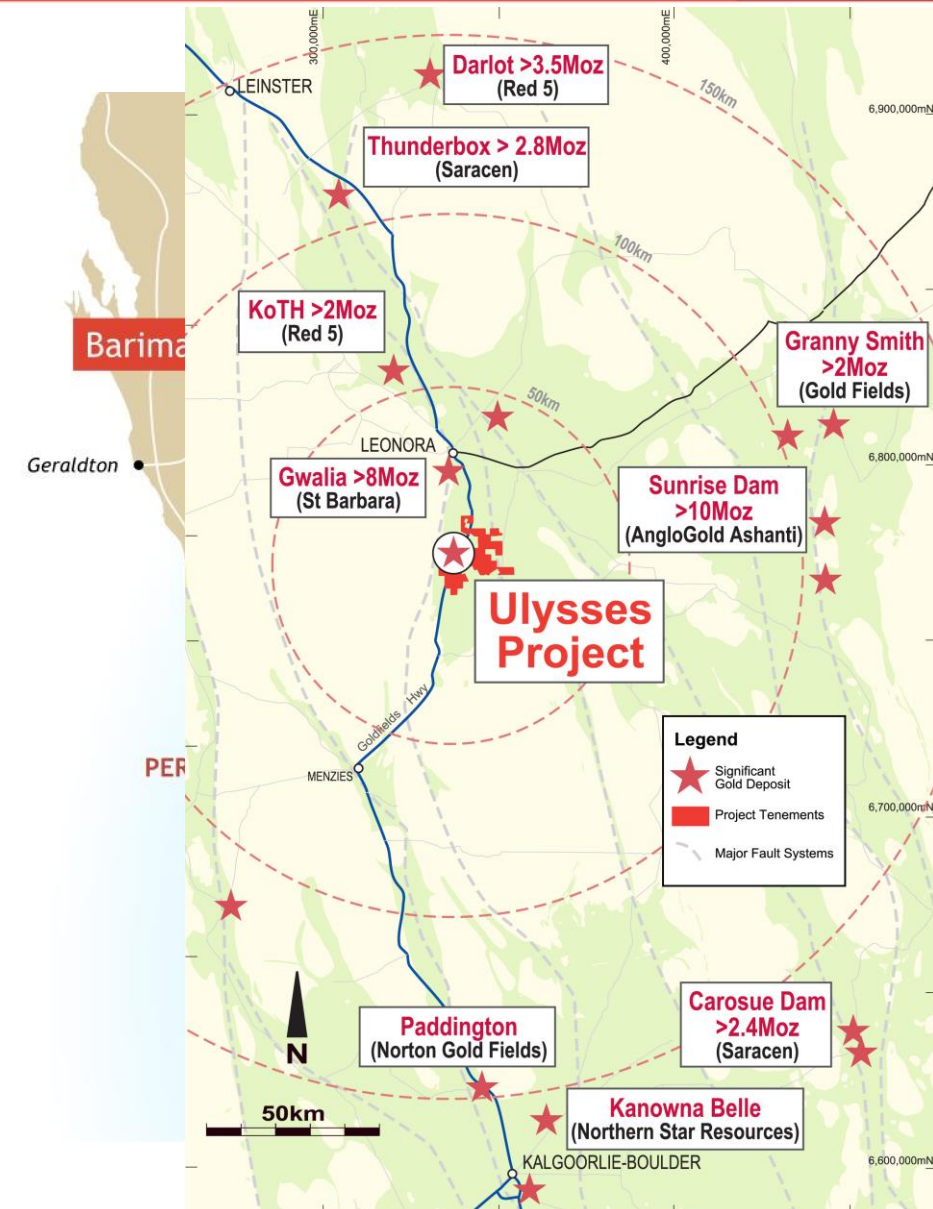 300,000mE
400,000mE
Darlot >3.5Moz
(Red 5)
LEINSTER
150km
6,900,000mN
Thunderbox > 2.8Moz
(Saracen)
100km
KoTH >2Moz
(Red 5)
Barima
Granny Smith
>2Moz
(Gold Fields)
50km
LEONORA
Geraldton
6,800,000mN
Gwalia >8Moz
(St Barbara)
Sunrise Dam
>10Moz
(AngloGold Ashanti)
Ulysses
Project
Goldfields Hwy
Legend
Significant
Gold Deposit
Project Tenements
Major Fault Systems
PER
MENZIES
6,700,000mN
N
Paddington
(Norton Gold Fields)
Carosue Dam
>2.4Moz
(Saracen)
50km
Kanowna Belle
(Northern Star Resources)
KALGOORLIE-BOULDER
6,600,000mN